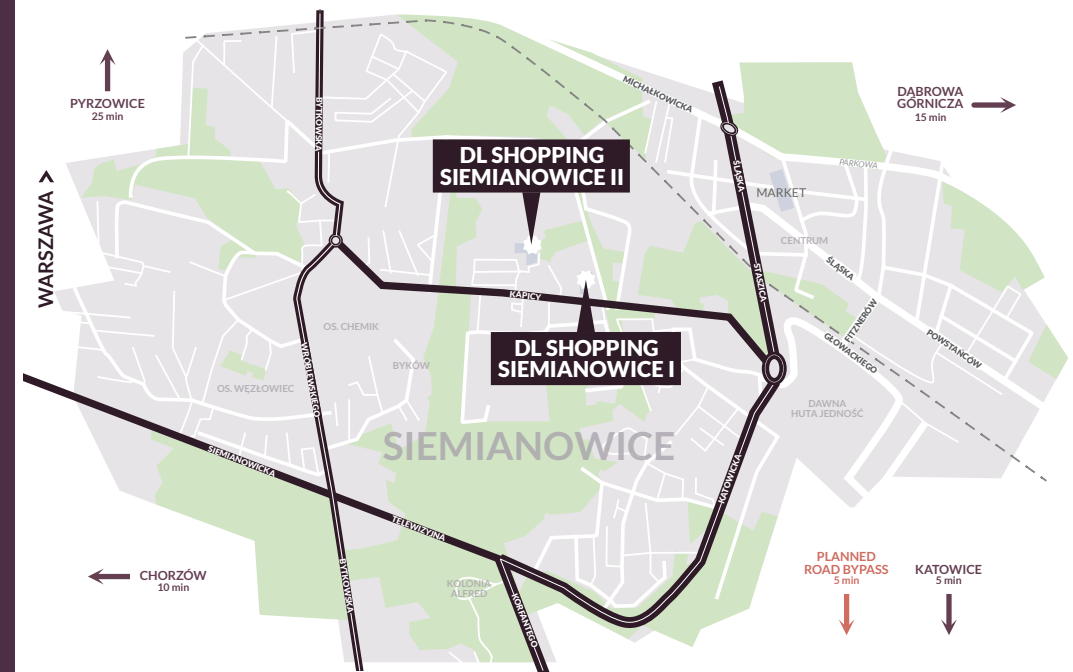 PYRZOWICE
25 min
WARSZAWA >
BYTKOWSKA
MICHAŁKOWICKA
DĄBROWA
GÓRNICZA
15 min
DL SHOPPING
SIEMIANOWICE II
ŚLĄSKA
PARKOWA
MARKET
CENTRUM
ŚLĄSKA
STASZICA
KAPICY
FITZNERÓW
GŁOWACKIEGO
POWSTAŃCÓW
OS. CHEMIK
DL SHOPPING
SIEMIANOWICE I
BYKÓW
OS. WĘZŁOWIEC
WRÓBLEWSKIEGO
DAWNA
HUTA JEDNOŚĆ
SIEMIANOWICE
SIEMIANOWICKA
KATOWICKA
TELEWIZYJNA
BYTKOWSKA
KOLONIA
ALFRED
KORFANTEGO
CHORZÓW
10 min
PLANNED
ROAD BYPASS
5 min
KATOWICE
5 min